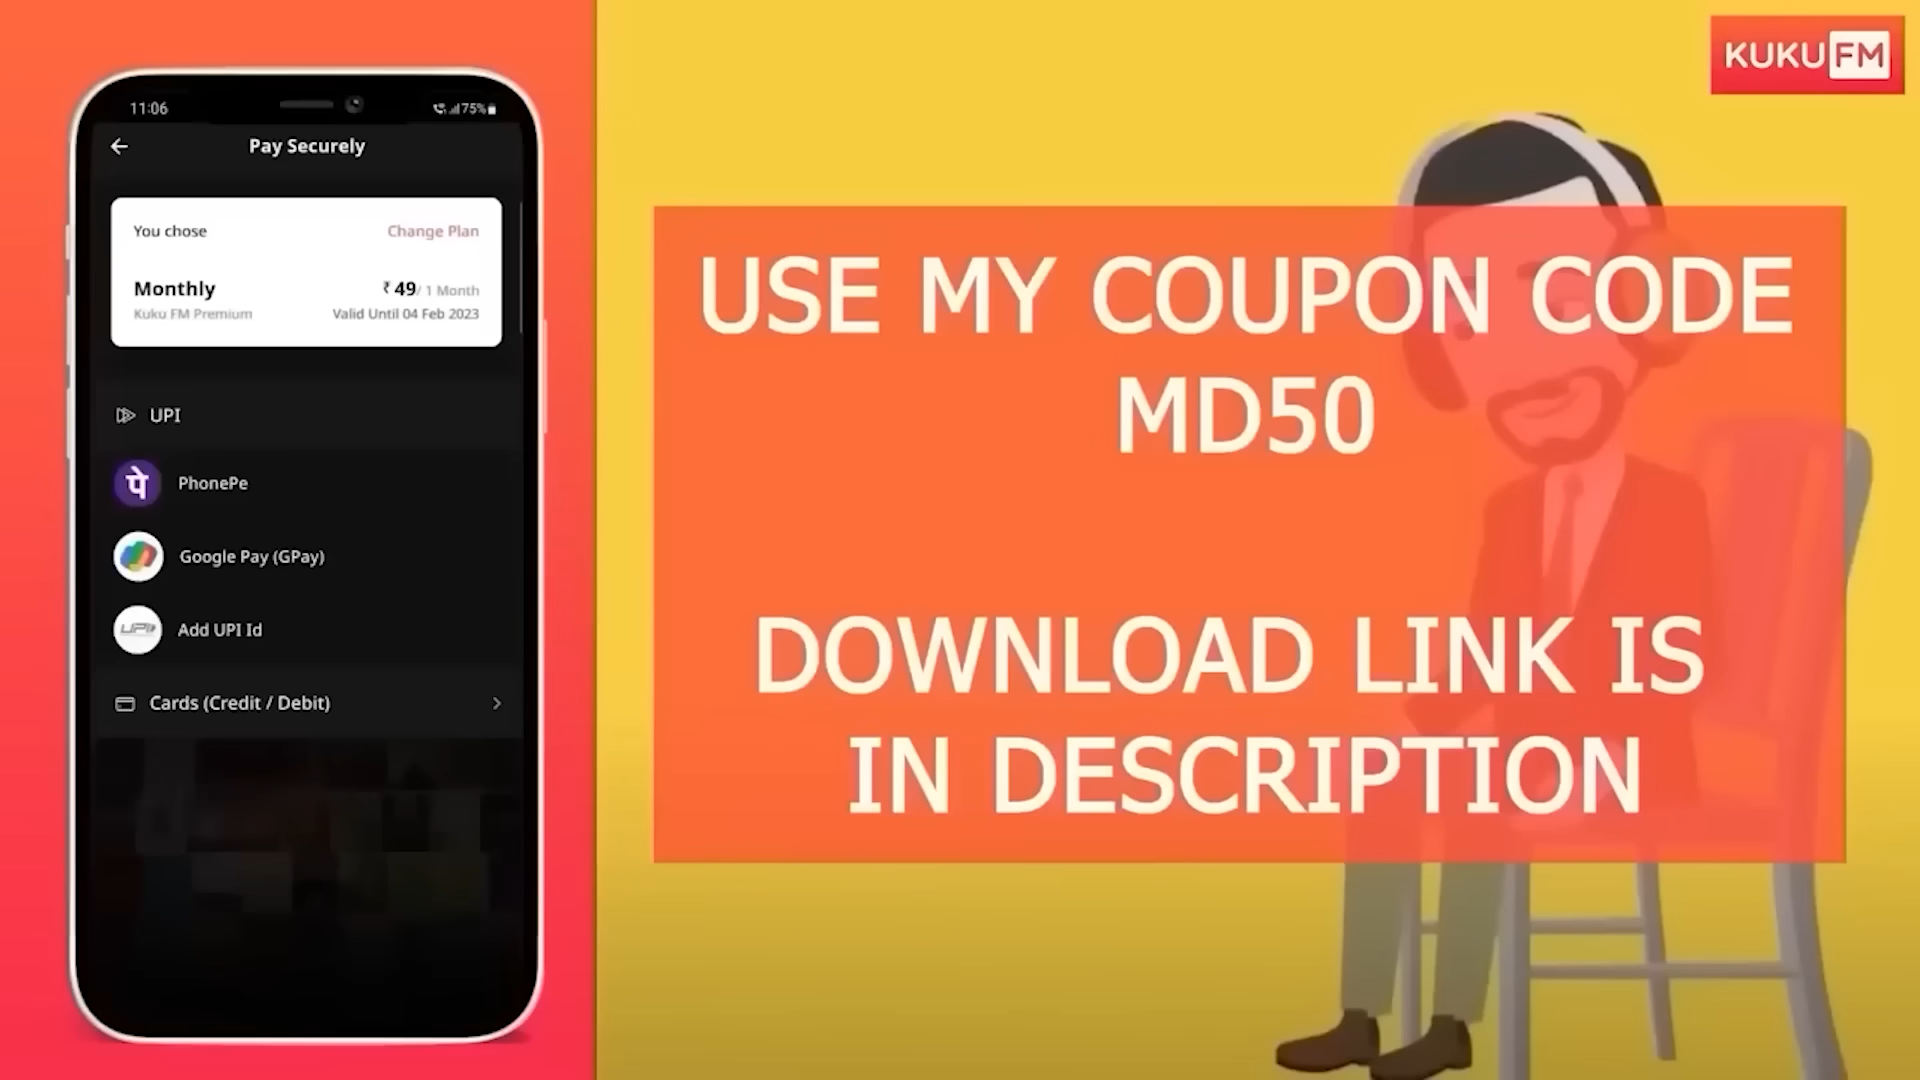 11:06
75%
Pay Securely
You chose
Change Plan
Monthly
₹ 49/ 1 Month
Kuku FM Premium
Valid Until 04 Feb 2023
UPI
पे
PhonePe
Google Pay (GPay)
UPI
Add UPI Id
Cards (Credit / Debit)
KUKU FM
USE MY COUPON CODE
MD50
DOWNLOAD LINK IS
IN DESCRIPTION